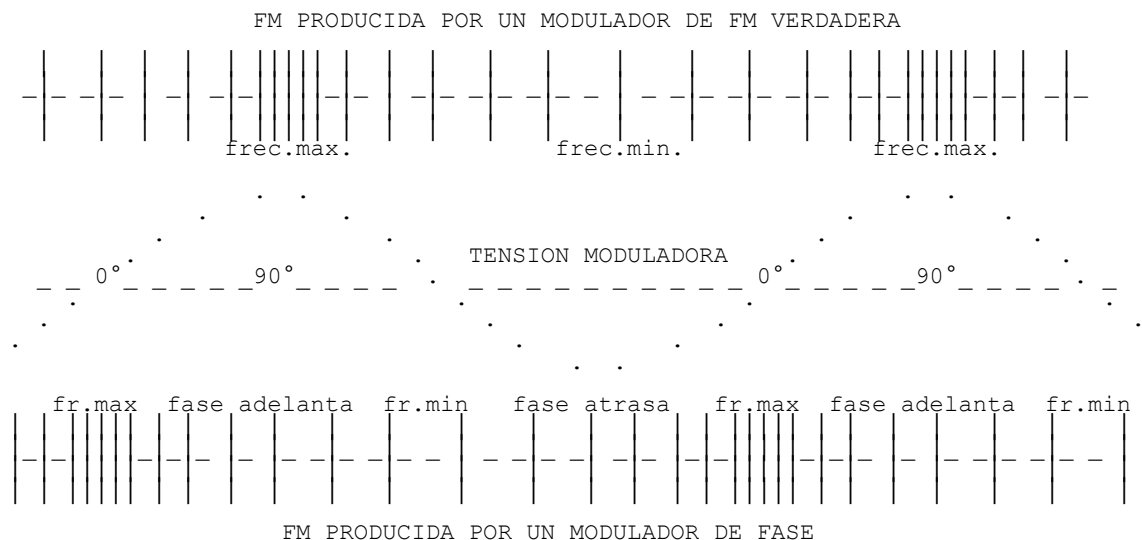 FM PRODUCIDA POR UN MODULADOR DE FM VERDADERA
frec.max. frec.min. frec.max.
TENSION MODULADORA
0° 90° 0° 90°
fr.max fase adelanta fr.min fase atrasa fr.max fase adelanta fr.min
FM PRODUCIDA POR UN MODULADOR DE FASE